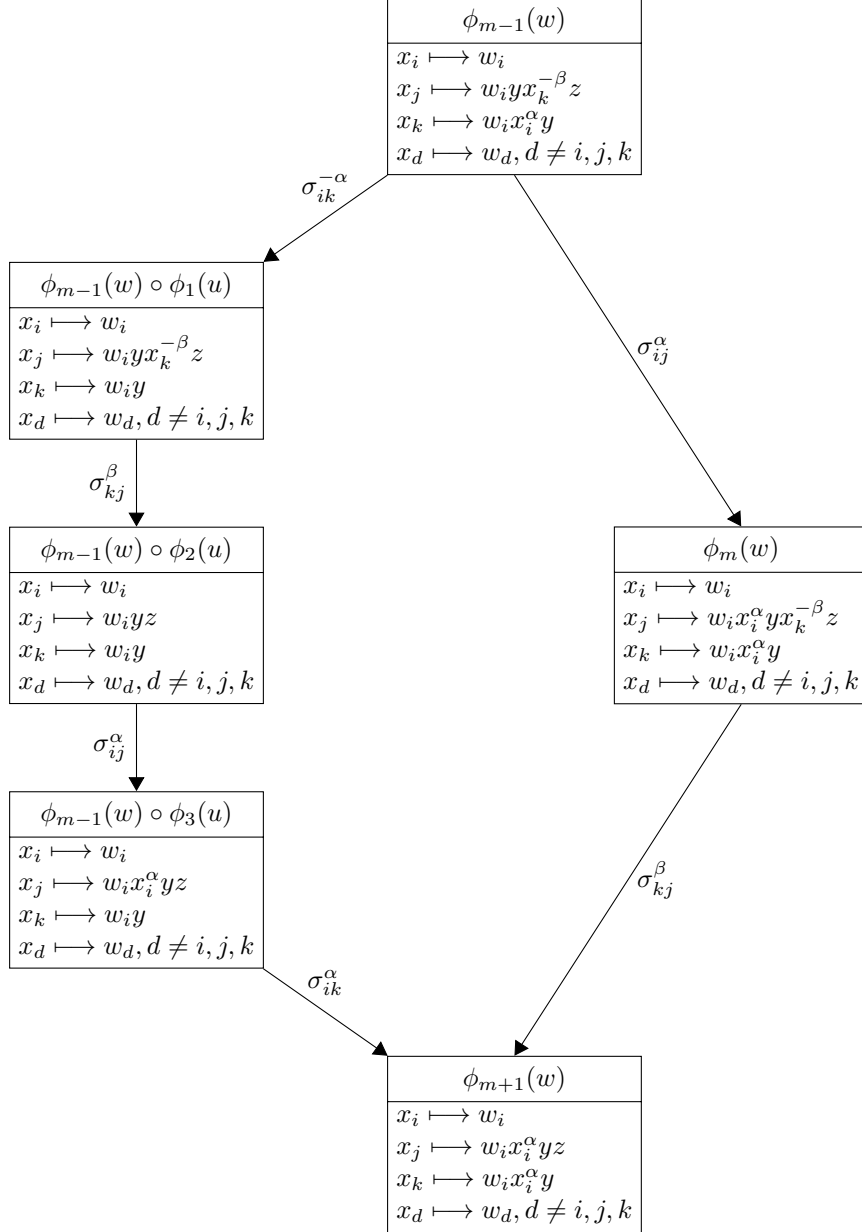 ϕ_{m−1}(w)
x_i ⟼ w_i
x_j ⟼ w_i y x_k^{−β} z
x_k ⟼ w_i x_i^α y
x_d ⟼ w_d, d ≠ i, j, k
σ_{ik}^{−α}
σ_{ij}^α
ϕ_{m−1}(w) ∘ ϕ_1(u)
x_i ⟼ w_i
x_j ⟼ w_i y x_k^{−β} z
x_k ⟼ w_i y
x_d ⟼ w_d, d ≠ i, j, k
σ_{kj}^β
ϕ_{m−1}(w) ∘ ϕ_2(u)
x_i ⟼ w_i
x_j ⟼ w_i y z
x_k ⟼ w_i y
x_d ⟼ w_d, d ≠ i, j, k
ϕ_m(w)
x_i ⟼ w_i
x_j ⟼ w_i x_i^α y x_k^{−β} z
x_k ⟼ w_i x_i^α y
x_d ⟼ w_d, d ≠ i, j, k
σ_{ij}^α
ϕ_{m−1}(w) ∘ ϕ_3(u)
x_i ⟼ w_i
x_j ⟼ w_i x_i^α y z
x_k ⟼ w_i y
x_d ⟼ w_d, d ≠ i, j, k
σ_{kj}^β
σ_{ik}^α
ϕ_{m+1}(w)
x_i ⟼ w_i
x_j ⟼ w_i x_i^α y z
x_k ⟼ w_i x_i^α y
x_d ⟼ w_d, d ≠ i, j, k